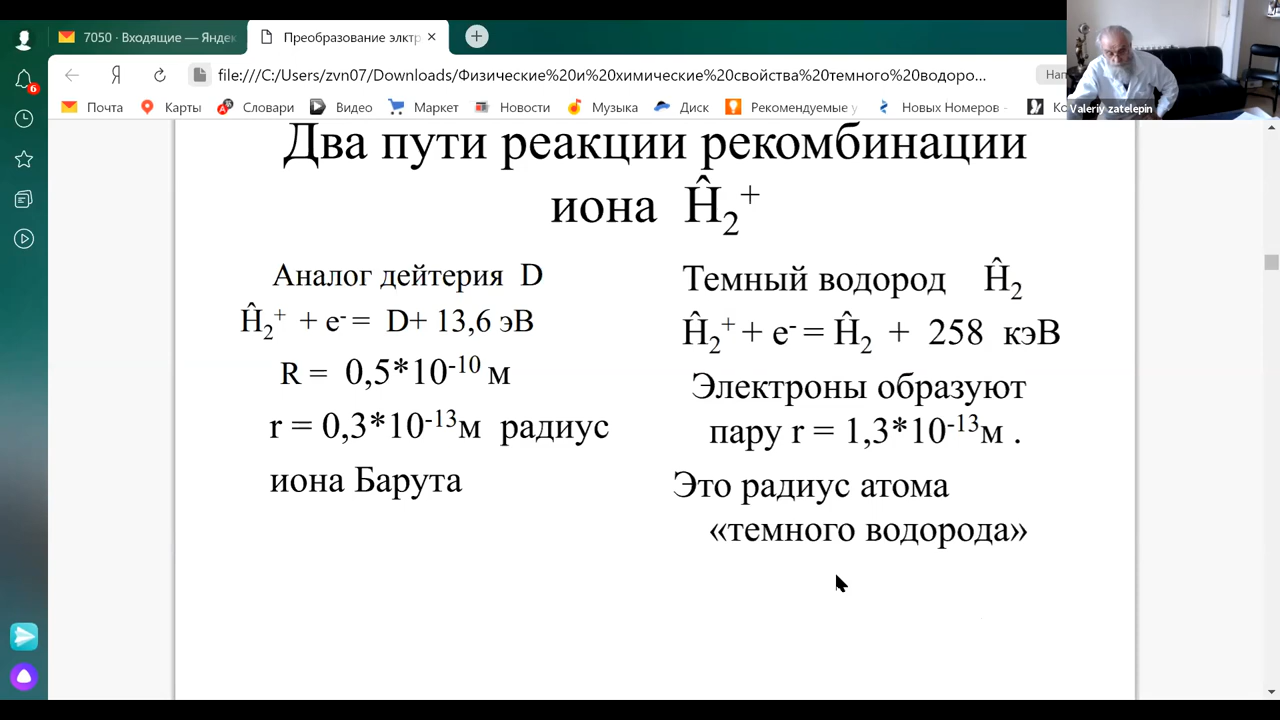 7050 · Входящие — Яндек
Преобразование элктр
6
Я
file:///C:/Users/zvn07/Downloads/Физические%20и%20химические%20свойства%20темного%20водоро...
Нап
Почта
Карты
Словари
Видео
Маркет
Новости
Музыка
Диск
Рекомендуемые
Новых Номеров -
Valeriy zatelepin
Два пути реакции рекомбинации
иона Ĥ₂⁺
Аналог дейтерия D
Ĥ₂⁺ + e⁻ = D+ 13,6 эВ
R = 0,5*10⁻¹⁰ м
r = 0,3*10⁻¹³м радиус
иона Барута
Темный водород Ĥ₂
Ĥ₂⁺ + e⁻ = Ĥ₂ + 258 кэВ
Электроны образуют
пару r = 1,3*10⁻¹³м .
Это радиус атома
«темного водорода»